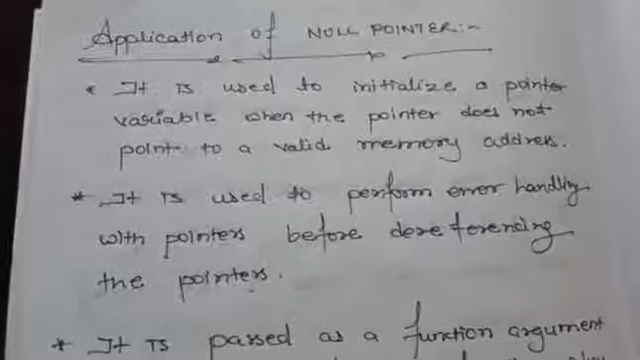 Application of NULL POINTER:-
* It is used to initialize a pointer
variable when the pointer does not
point to a valid memory address.
* It is used to perform error handling
with pointers before dereferencing
the pointers.
* It is passed as a function argument